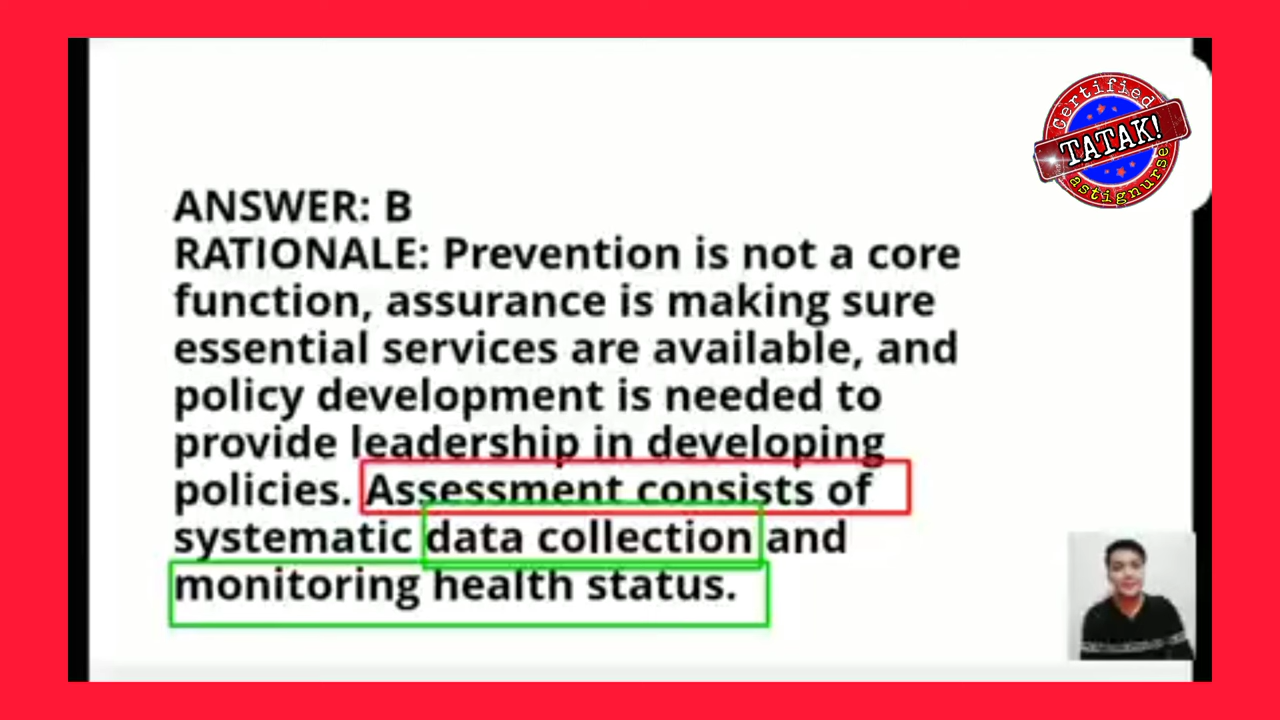 Certified
TATAK!
astignurse
ANSWER: B
RATIONALE: Prevention is not a core
function, assurance is making sure
essential services are available, and
policy development is needed to
provide leadership in developing
policies. Assessment consists of
systematic data collection and
monitoring health status.